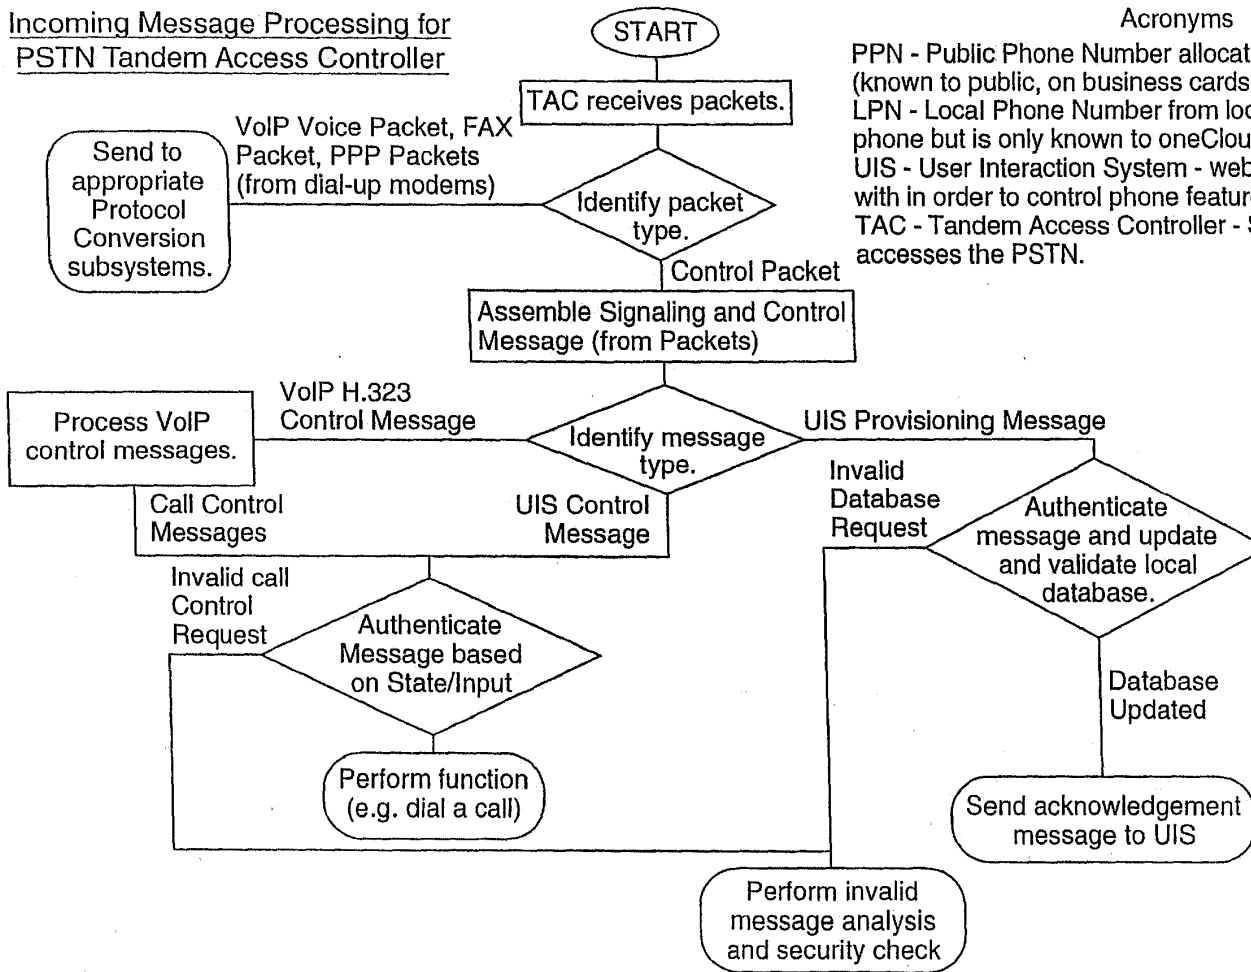 Incoming Message Processing for
PSTN Tandem Access Controller
START
Acronyms
PPN - Public Phone Number allocat
(known to public, on business cards
LPN - Local Phone Number from loc
phone but is only known to oneClou
UIS - User Interaction System - web
with in order to control phone feature
TAC - Tandem Access Controller -
accesses the PSTN.
TAC receives packets.
VoIP Voice Packet, FAX
Packet, PPP Packets
(from dial-up modems)
Send to
appropriate
Protocol
Conversion
subsystems.
Identify packet
type.
Control Packet
Assemble Signaling and Control
Message (from Packets)
VoIP H.323
Control Message
Process VoIP
control messages.
Identify message
type.
UIS Provisioning Message
Call Control
Messages
UIS Control
Message
Invalid
Database
Request
Authenticate
message and update
and validate local
database.
Invalid call
Control
Request
Authenticate
Message based
on State/Input
Database
Updated
Perform function
(e.g. dial a call)
Send acknowledgement
message to UIS
Perform invalid
message analysis
and security check